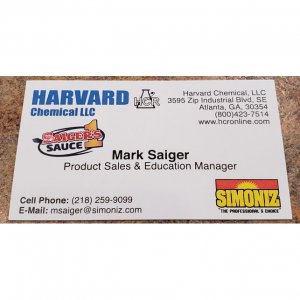 HARVARD
Chemical LLC
HCR
Harvard Chemical, LLC
3595 Zip Industrial Blvd, SE
Atlanta, GA, 30354
(800)423-7514
www.hcronline.com
SAIGER'S
SAUCE
Mark Saiger
Product Sales & Education Manager
Cell Phone: (218) 259-9099
E-Mail: msaiger@simoniz.com
SIMONIZ
THE PROFESSIONAL'S CHOICE